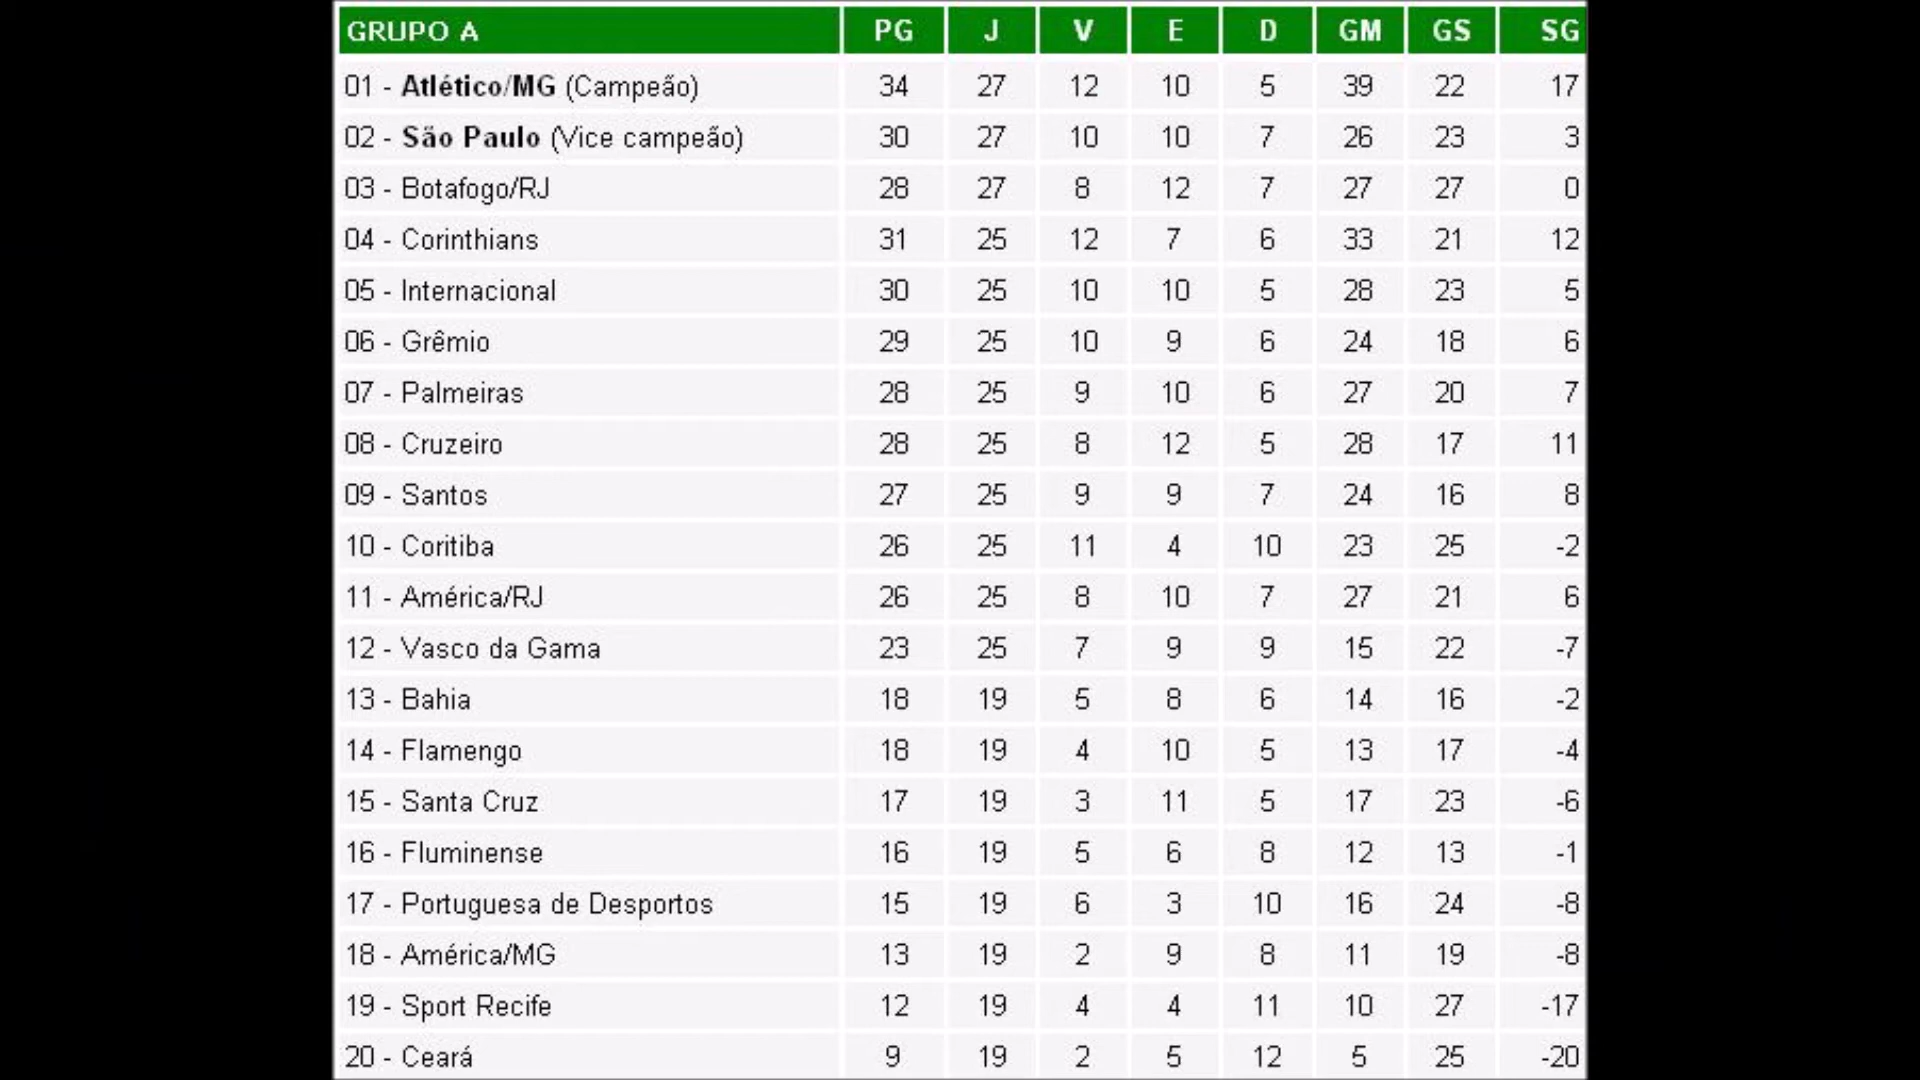 GRUPO A PG J V E D GM GS SG
01 - Atlético/MG (Campeão) 34 27 12 10 5 39 22 17
02 - São Paulo (Vice campeão) 30 27 10 10 7 26 23 3
03 - Botafogo/RJ 28 27 8 12 7 27 27 0
04 - Corinthians 31 25 12 7 6 33 21 12
05 - Internacional 30 25 10 10 5 28 23 5
06 - Grêmio 29 25 10 9 6 24 18 6
07 - Palmeiras 28 25 9 10 6 27 20 7
08 - Cruzeiro 28 25 8 12 5 28 17 11
09 - Santos 27 25 9 9 7 24 16 8
10 - Coritiba 26 25 11 4 10 23 25 -2
11 - América/RJ 26 25 8 10 7 27 21 6
12 - Vasco da Gama 23 25 7 9 9 15 22 -7
13 - Bahia 18 19 5 8 6 14 16 -2
14 - Flamengo 18 19 4 10 5 13 17 -4
15 - Santa Cruz 17 19 3 11 5 17 23 -6
16 - Fluminense 16 19 5 6 8 12 13 -1
17 - Portuguesa de Desportos 15 19 6 3 10 16 24 -8
18 - América/MG 13 19 2 9 8 11 19 -8
19 - Sport Recife 12 19 4 4 11 10 27 -17
20 - Ceará 9 19 2 5 12 5 25 -20